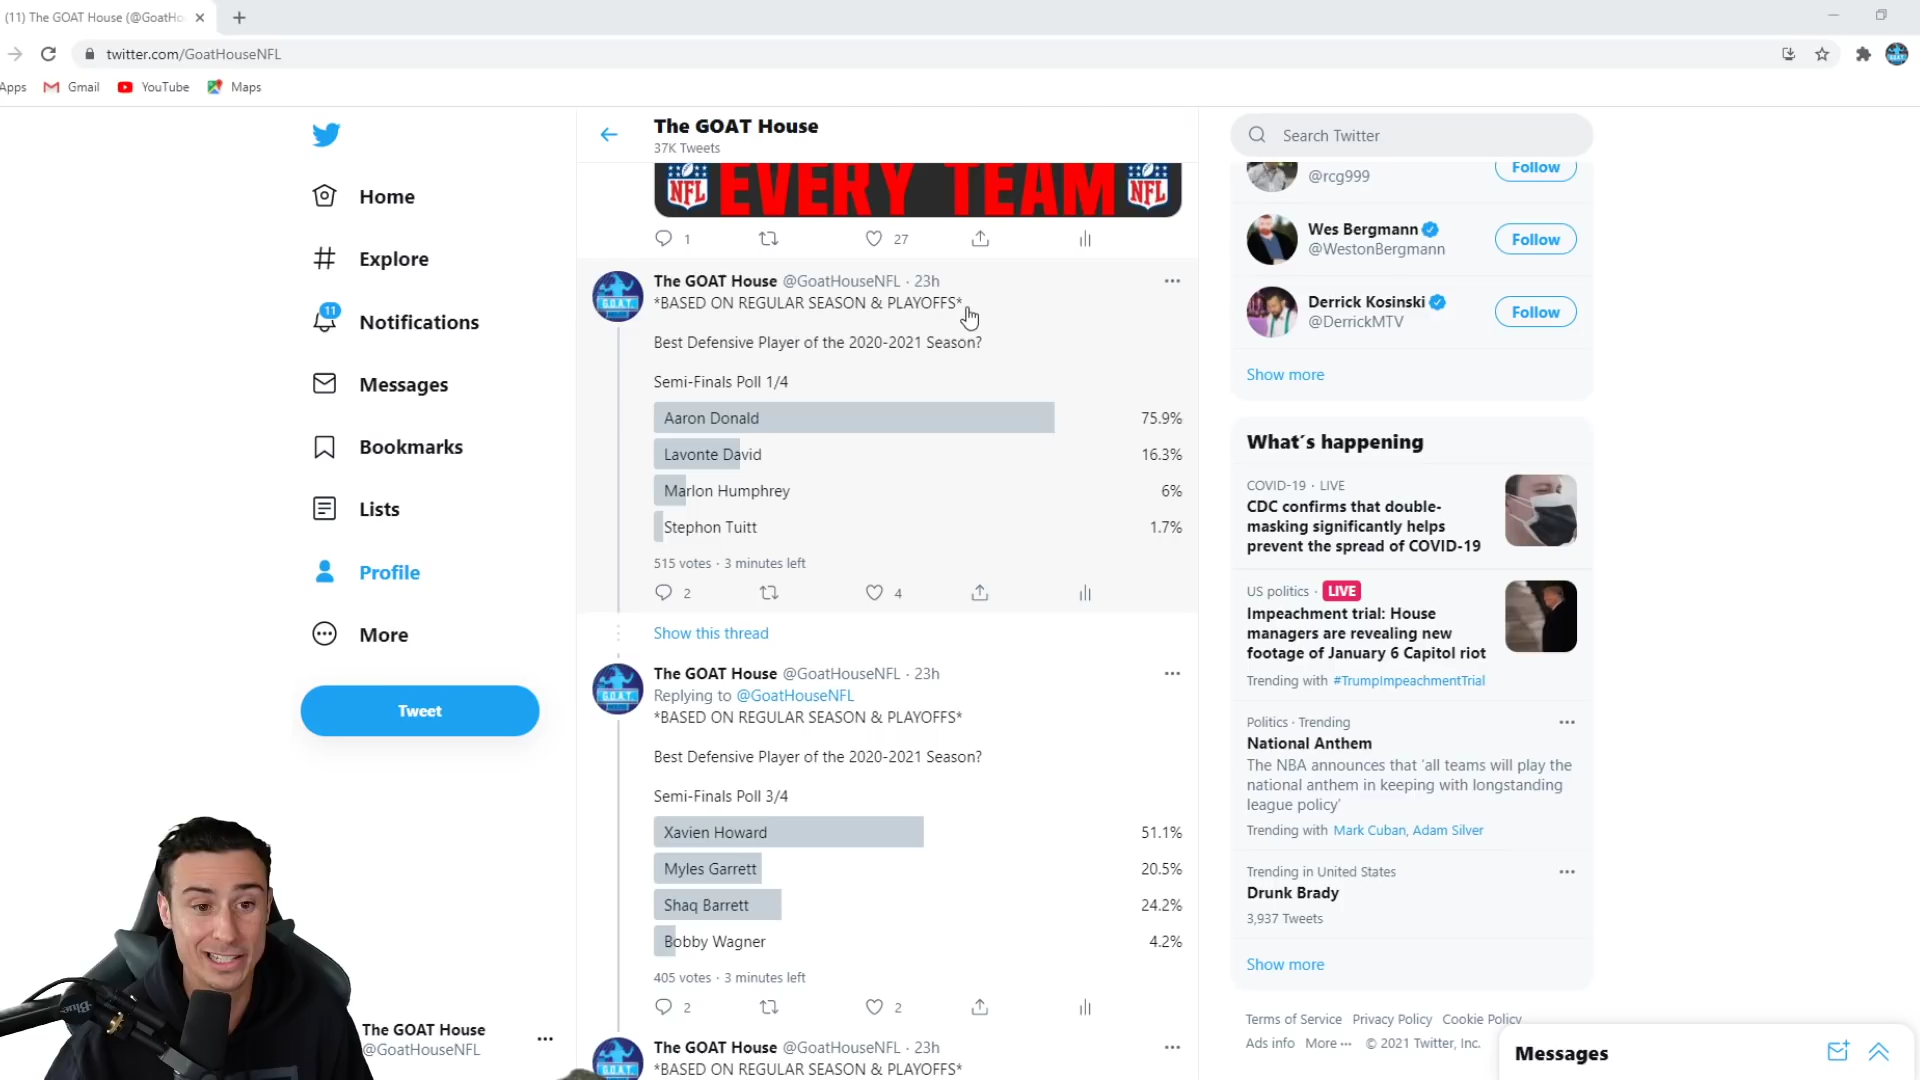 (11) The GOAT House (@GoatHo
twitter.com/GoatHouseNFL
Apps
Gmail
YouTube
Maps
Home
Explore
11
Notifications
Messages
Bookmarks
Lists
Profile
More
Tweet
The GOAT House
@GoatHouseNFL
The GOAT House
37K Tweets
NFL
EVERY TEAM
NFL
1
27
The GOAT House @GoatHouseNFL · 23h
*BASED ON REGULAR SEASON & PLAYOFFS*
Best Defensive Player of the 2020-2021 Season?
Semi-Finals Poll 1/4
Aaron Donald 75.9%
Lavonte David 16.3%
Marlon Humphrey 6%
Stephon Tuitt 1.7%
515 votes · 3 minutes left
2
4
Show this thread
The GOAT House @GoatHouseNFL · 23h
Replying to @GoatHouseNFL
*BASED ON REGULAR SEASON & PLAYOFFS*
Best Defensive Player of the 2020-2021 Season?
Semi-Finals Poll 3/4
Xavien Howard 51.1%
Myles Garrett 20.5%
Shaq Barrett 24.2%
Bobby Wagner 4.2%
405 votes · 3 minutes left
2
2
The GOAT House @GoatHouseNFL · 23h
*BASED ON REGULAR SEASON & PLAYOFFS*
Search Twitter
@rcg999
Follow
Wes Bergmann
@WestonBergmann
Follow
Derrick Kosinski
@DerrickMTV
Follow
Show more
What's happening
COVID-19 · LIVE
CDC confirms that double-
masking significantly helps
prevent the spread of COVID-19
US politics · LIVE
Impeachment trial: House
managers are revealing new
footage of January 6 Capitol riot
Trending with #TrumpImpeachmentTrial
Politics · Trending
National Anthem
The NBA announces that 'all teams will play the
national anthem in keeping with longstanding
league policy'
Trending with Mark Cuban, Adam Silver
Trending in United States
Drunk Brady
3,937 Tweets
Show more
Terms of Service Privacy Policy Cookie Policy
Ads info More ··· © 2021 Twitter, Inc.
Messages